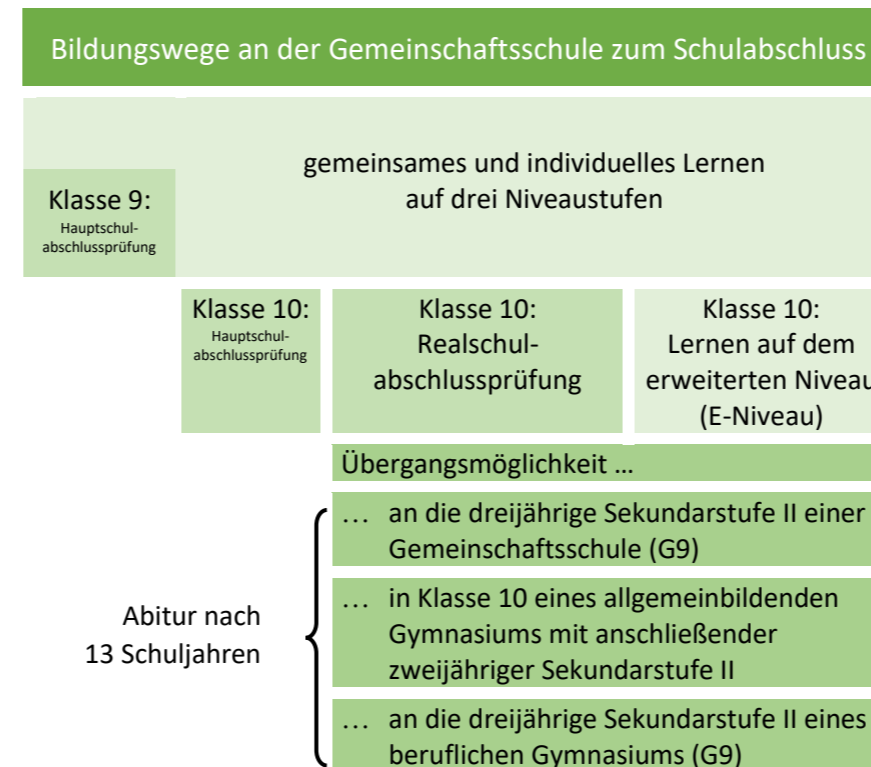 Bildungswege an der Gemeinschaftsschule zum Schulabschluss
gemeinsames und individuelles Lernen
auf drei Niveaustufen
Klasse 9:
Hauptschul-
abschlussprüfung
Klasse 10:
Hauptschul-
abschlussprüfung
Klasse 10:
Realschul-
abschlussprüfung
Klasse 10:
Lernen auf dem
erweiterten Niveau
(E-Niveau)
Übergangsmöglichkeit …
… an die dreijährige Sekundarstufe II einer
Gemeinschaftsschule (G9)
… in Klasse 10 eines allgemeinbildenden
Gymnasiums mit anschließender
zweijähriger Sekundarstufe II
… an die dreijährige Sekundarstufe II eines
beruflichen Gymnasiums (G9)
Abitur nach
13 Schuljahren